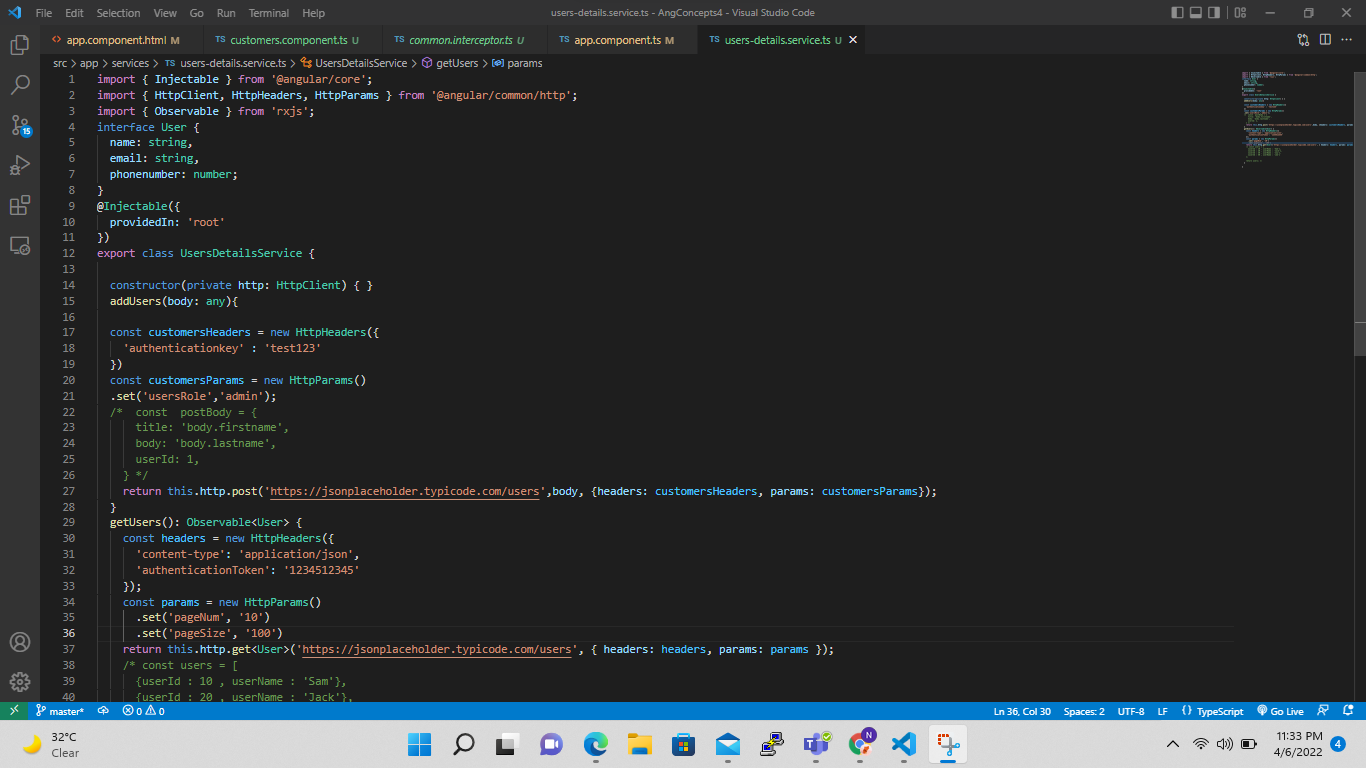 File Edit Selection View Go Run Terminal Help users-details.service.ts - AngConcepts4 - Visual Studio Code
<> app.component.html M TS customers.component.ts U TS common.interceptor.ts U TS app.component.ts M TS users-details.service.ts U
src > app > services > TS users-details.service.ts > UsersDetailsService > getUsers > params
1 import { Injectable } from '@angular/core';
2 import { HttpClient, HttpHeaders, HttpParams } from '@angular/common/http';
3 import { Observable } from 'rxjs';
4 interface User {
5 name: string,
6 email: string,
7 phonenumber: number;
8 }
9 @Injectable({
10 providedIn: 'root'
11 })
12 export class UsersDetailsService {
13
14 constructor(private http: HttpClient) { }
15 addUsers(body: any){
16
17 const customersHeaders = new HttpHeaders({
18 'authenticationkey' : 'test123'
19 })
20 const customersParams = new HttpParams()
21 .set('usersRole','admin');
22 /* const postBody = {
23 title: 'body.firstname',
24 body: 'body.lastname',
25 userId: 1,
26 } */
27 return this.http.post('https://jsonplaceholder.typicode.com/users',body, {headers: customersHeaders, params: customersParams});
28 }
29 getUsers(): Observable<User> {
30 const headers = new HttpHeaders({
31 'content-type': 'application/json',
32 'authenticationToken': '1234512345'
33 });
34 const params = new HttpParams()
35 .set('pageNum', '10')
36 .set('pageSize', '100')
37 return this.http.get<User>('https://jsonplaceholder.typicode.com/users', { headers: headers, params: params });
38 /* const users = [
39 {userId : 10 , userName : 'Sam'},
40 {userId : 20 , userName : 'Jack'},
15
master* 0 0 Ln 36, Col 30 Spaces: 2 UTF-8 LF {} TypeScript Go Live
32°C
Clear
N
11:33 PM
4/6/2022 4